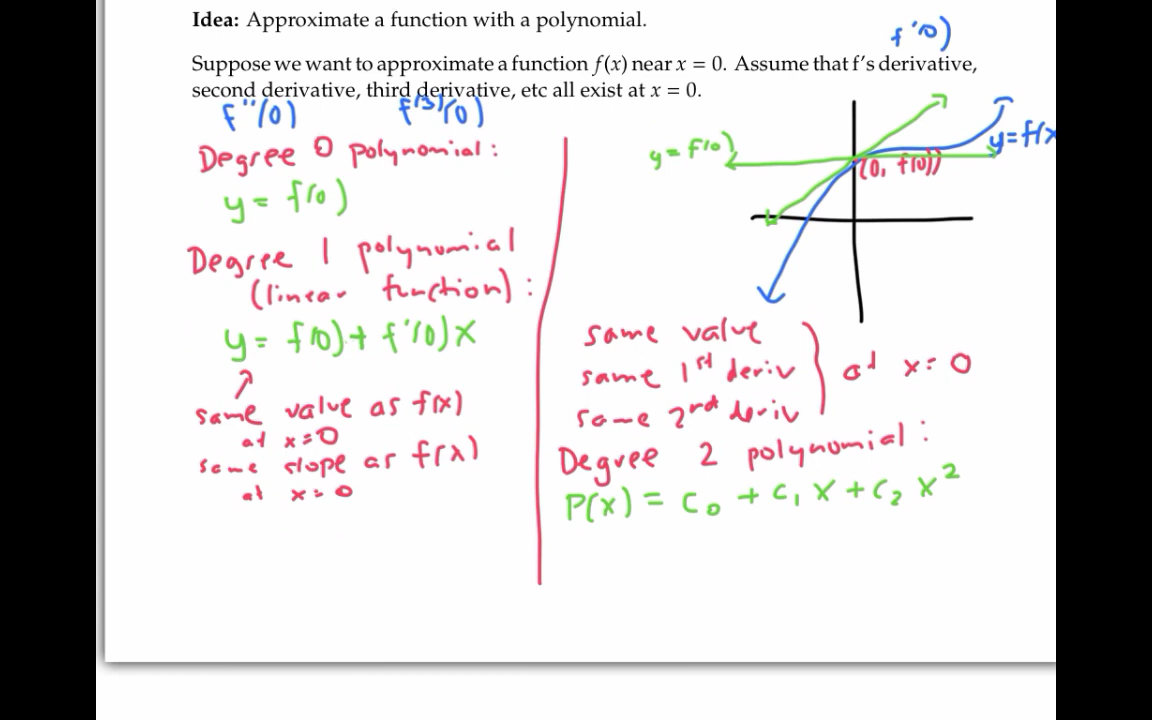 Idea: Approximate a function with a polynomial.
f'(0)
Suppose we want to approximate a function f(x) near x = 0. Assume that f's derivative,
second derivative, third derivative, etc all exist at x = 0.
f''(0) f^(3)(0)
Degree 0 polynomial:
y = f(0)
Degree 1 polynomial
(linear function):
y = f(0) + f'(0)x
same value as f(x)
at x=0
same slope as f(x)
at x=0
y = f(0)
y = f(x
(0, f(0))
same value
same 1st deriv
same 2nd deriv
at x = 0
Degree 2 polynomial:
P(x) = c₀ + c₁ x + c₂ x²